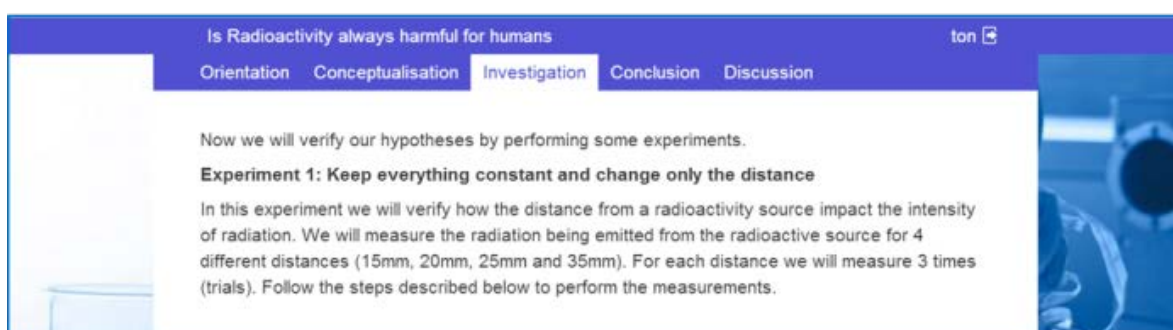 Is Radioactivity always harmful for humans
ton
Orientation Conceptualisation Investigation Conclusion Discussion
Now we will verify our hypotheses by performing some experiments.
Experiment 1: Keep everything constant and change only the distance
In this experiment we will verify how the distance from a radioactivity source impact the intensity
of radiation. We will measure the radiation being emitted from the radioactive source for 4
different distances (15mm, 20mm, 25mm and 35mm). For each distance we will measure 3 times
(trials). Follow the steps described below to perform the measurements.